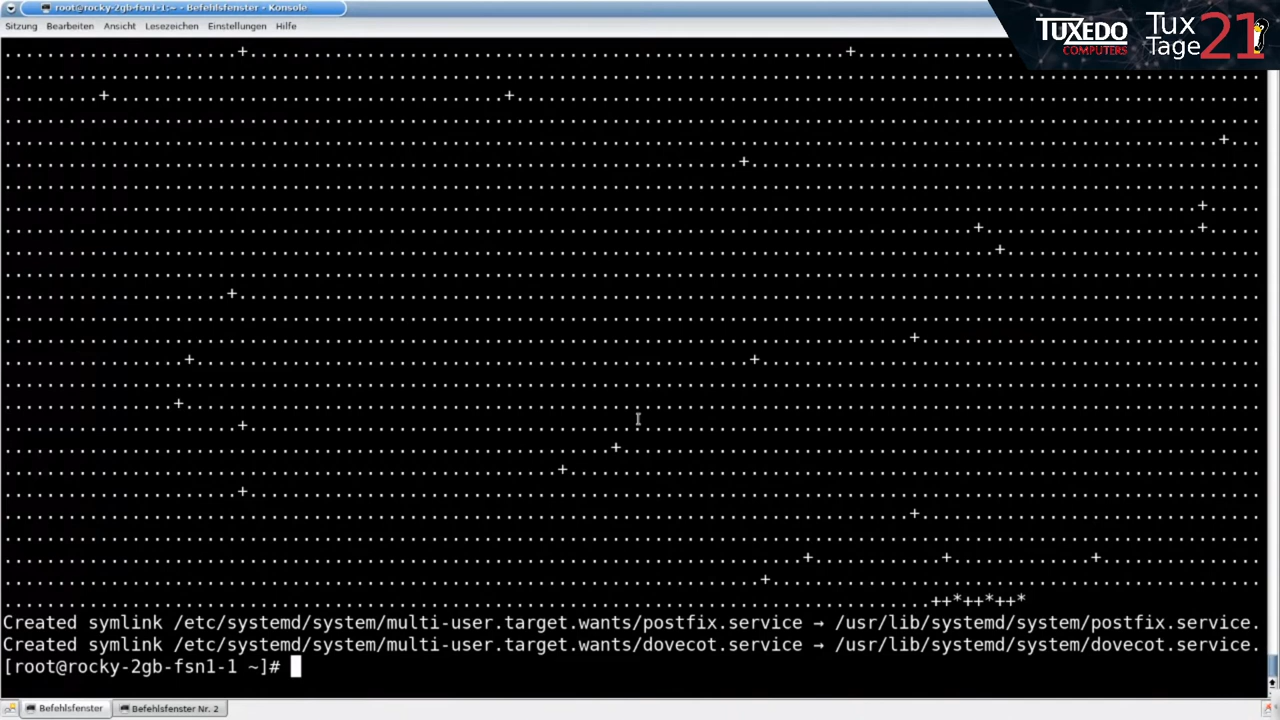 root@rocky-2gb-fsn1-1:~ - Befehlsfenster - Konsole
Sitzung Bearbeiten Ansicht Lesezeichen Einstellungen Hilfe
TUXEDO
COMPUTERS
Tux
Tage
21
++*++*++*
Created symlink /etc/systemd/system/multi-user.target.wants/postfix.service → /usr/lib/systemd/system/postfix.service.
Created symlink /etc/systemd/system/multi-user.target.wants/dovecot.service → /usr/lib/systemd/system/dovecot.service.
[root@rocky-2gb-fsn1-1 ~]#
Befehlsfenster Befehlsfenster Nr. 2